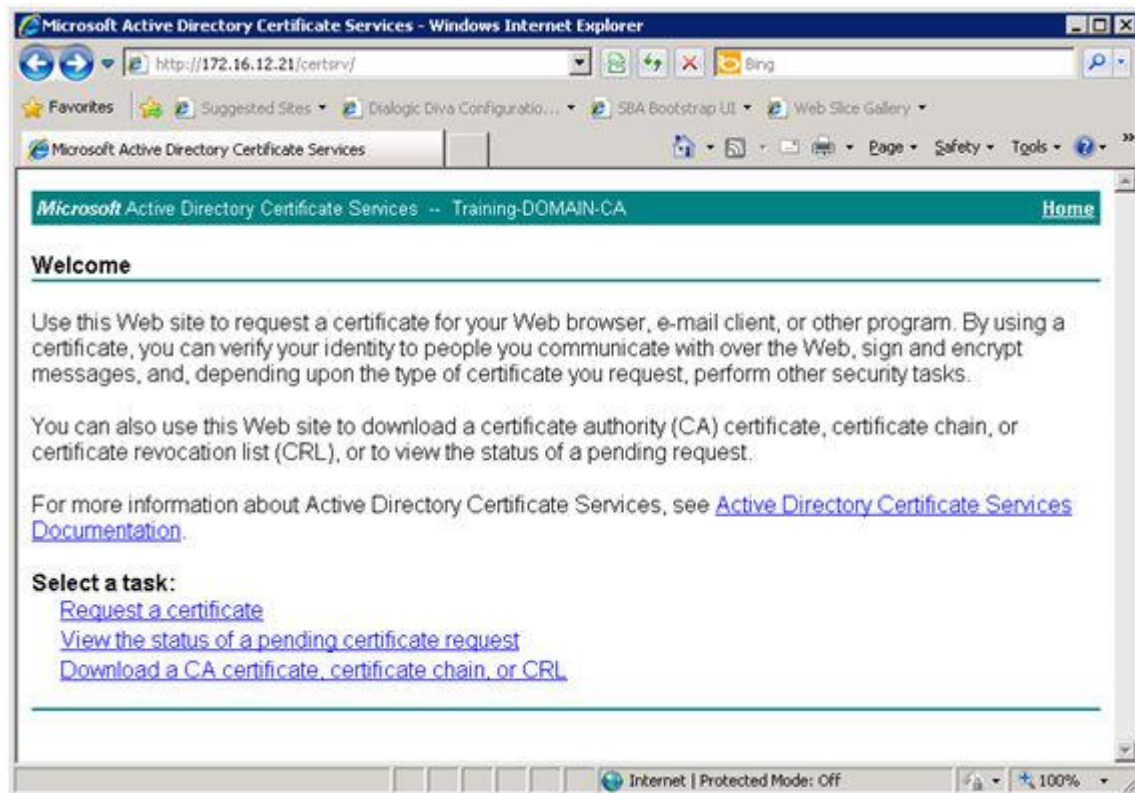 Microsoft Active Directory Certificate Services - Windows Internet Explorer
http://172.16.12.21/certsrv/
Bing
Favorites
Suggested Sites
Dialogic Diva Configuratio...
SBA Bootstrap UI
Web Slice Gallery
Microsoft Active Directory Certificate Services
Page
Safety
Tools
Microsoft Active Directory Certificate Services -- Training-DOMAIN-CA
Home
Welcome
Use this Web site to request a certificate for your Web browser, e-mail client, or other program. By using a
certificate, you can verify your identity to people you communicate with over the Web, sign and encrypt
messages, and, depending upon the type of certificate you request, perform other security tasks.
You can also use this Web site to download a certificate authority (CA) certificate, certificate chain, or
certificate revocation list (CRL), or to view the status of a pending request.
For more information about Active Directory Certificate Services, see Active Directory Certificate Services
Documentation.
Select a task:
Request a certificate
View the status of a pending certificate request
Download a CA certificate, certificate chain, or CRL
Internet | Protected Mode: Off
100%